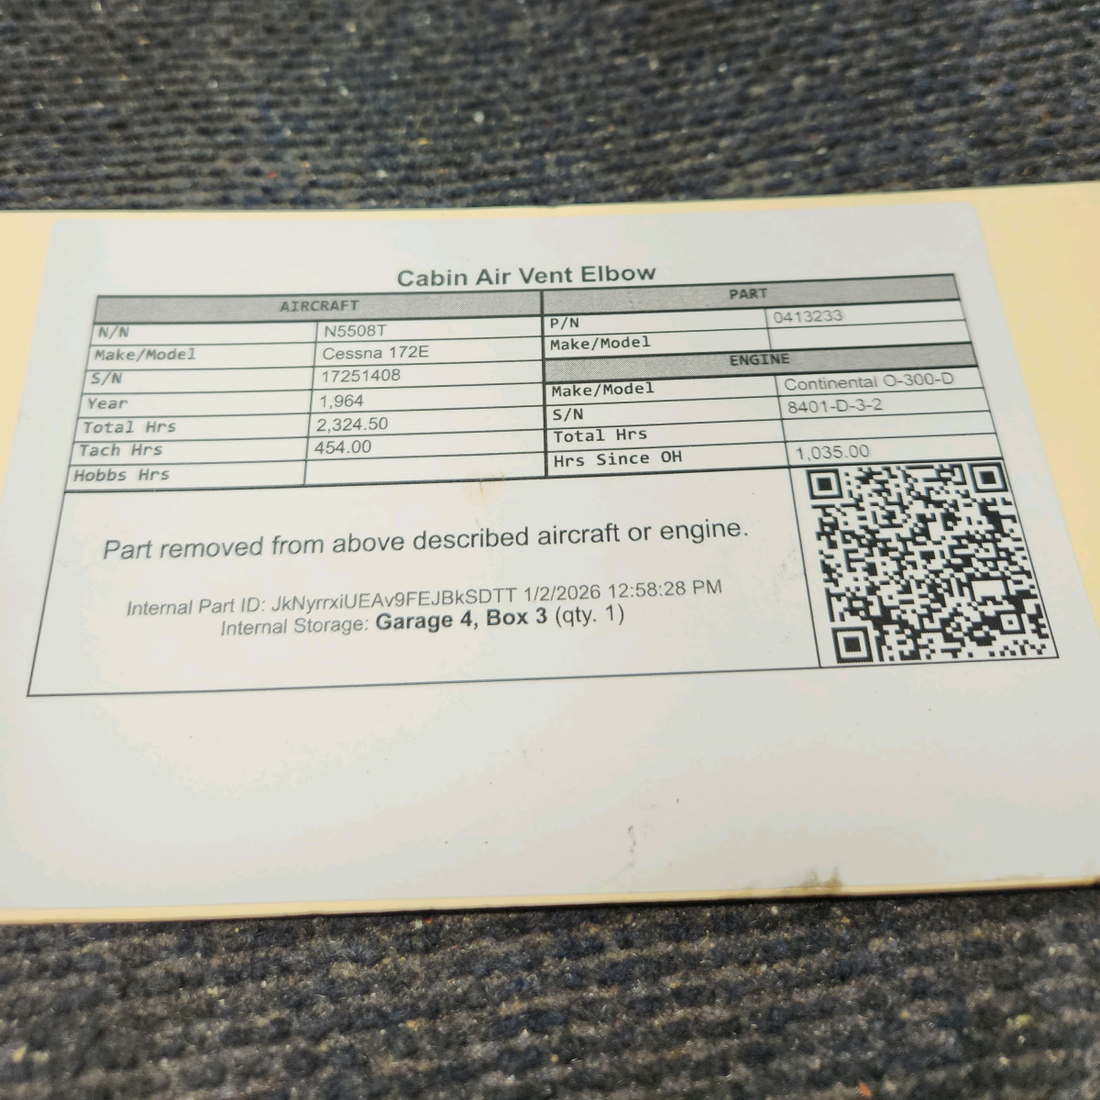 Cabin Air Vent Elbow
AIRCRAFT
N/N N5508T
Make/Model Cessna 172E
S/N 17251408
Year 1,964
Total Hrs 2,324.50
Tach Hrs 454.00
Hobbs Hrs
PART
P/N 0413233
Make/Model
ENGINE
Make/Model Continental O-300-D
S/N 8401-D-3-2
Total Hrs
Hrs Since OH 1,035.00
Part removed from above described aircraft or engine.
Internal Part ID: JkNyrrxiUEAv9FEJBkSDTT 1/2/2026 12:58:28 PM
Internal Storage: Garage 4, Box 3 (qty. 1)